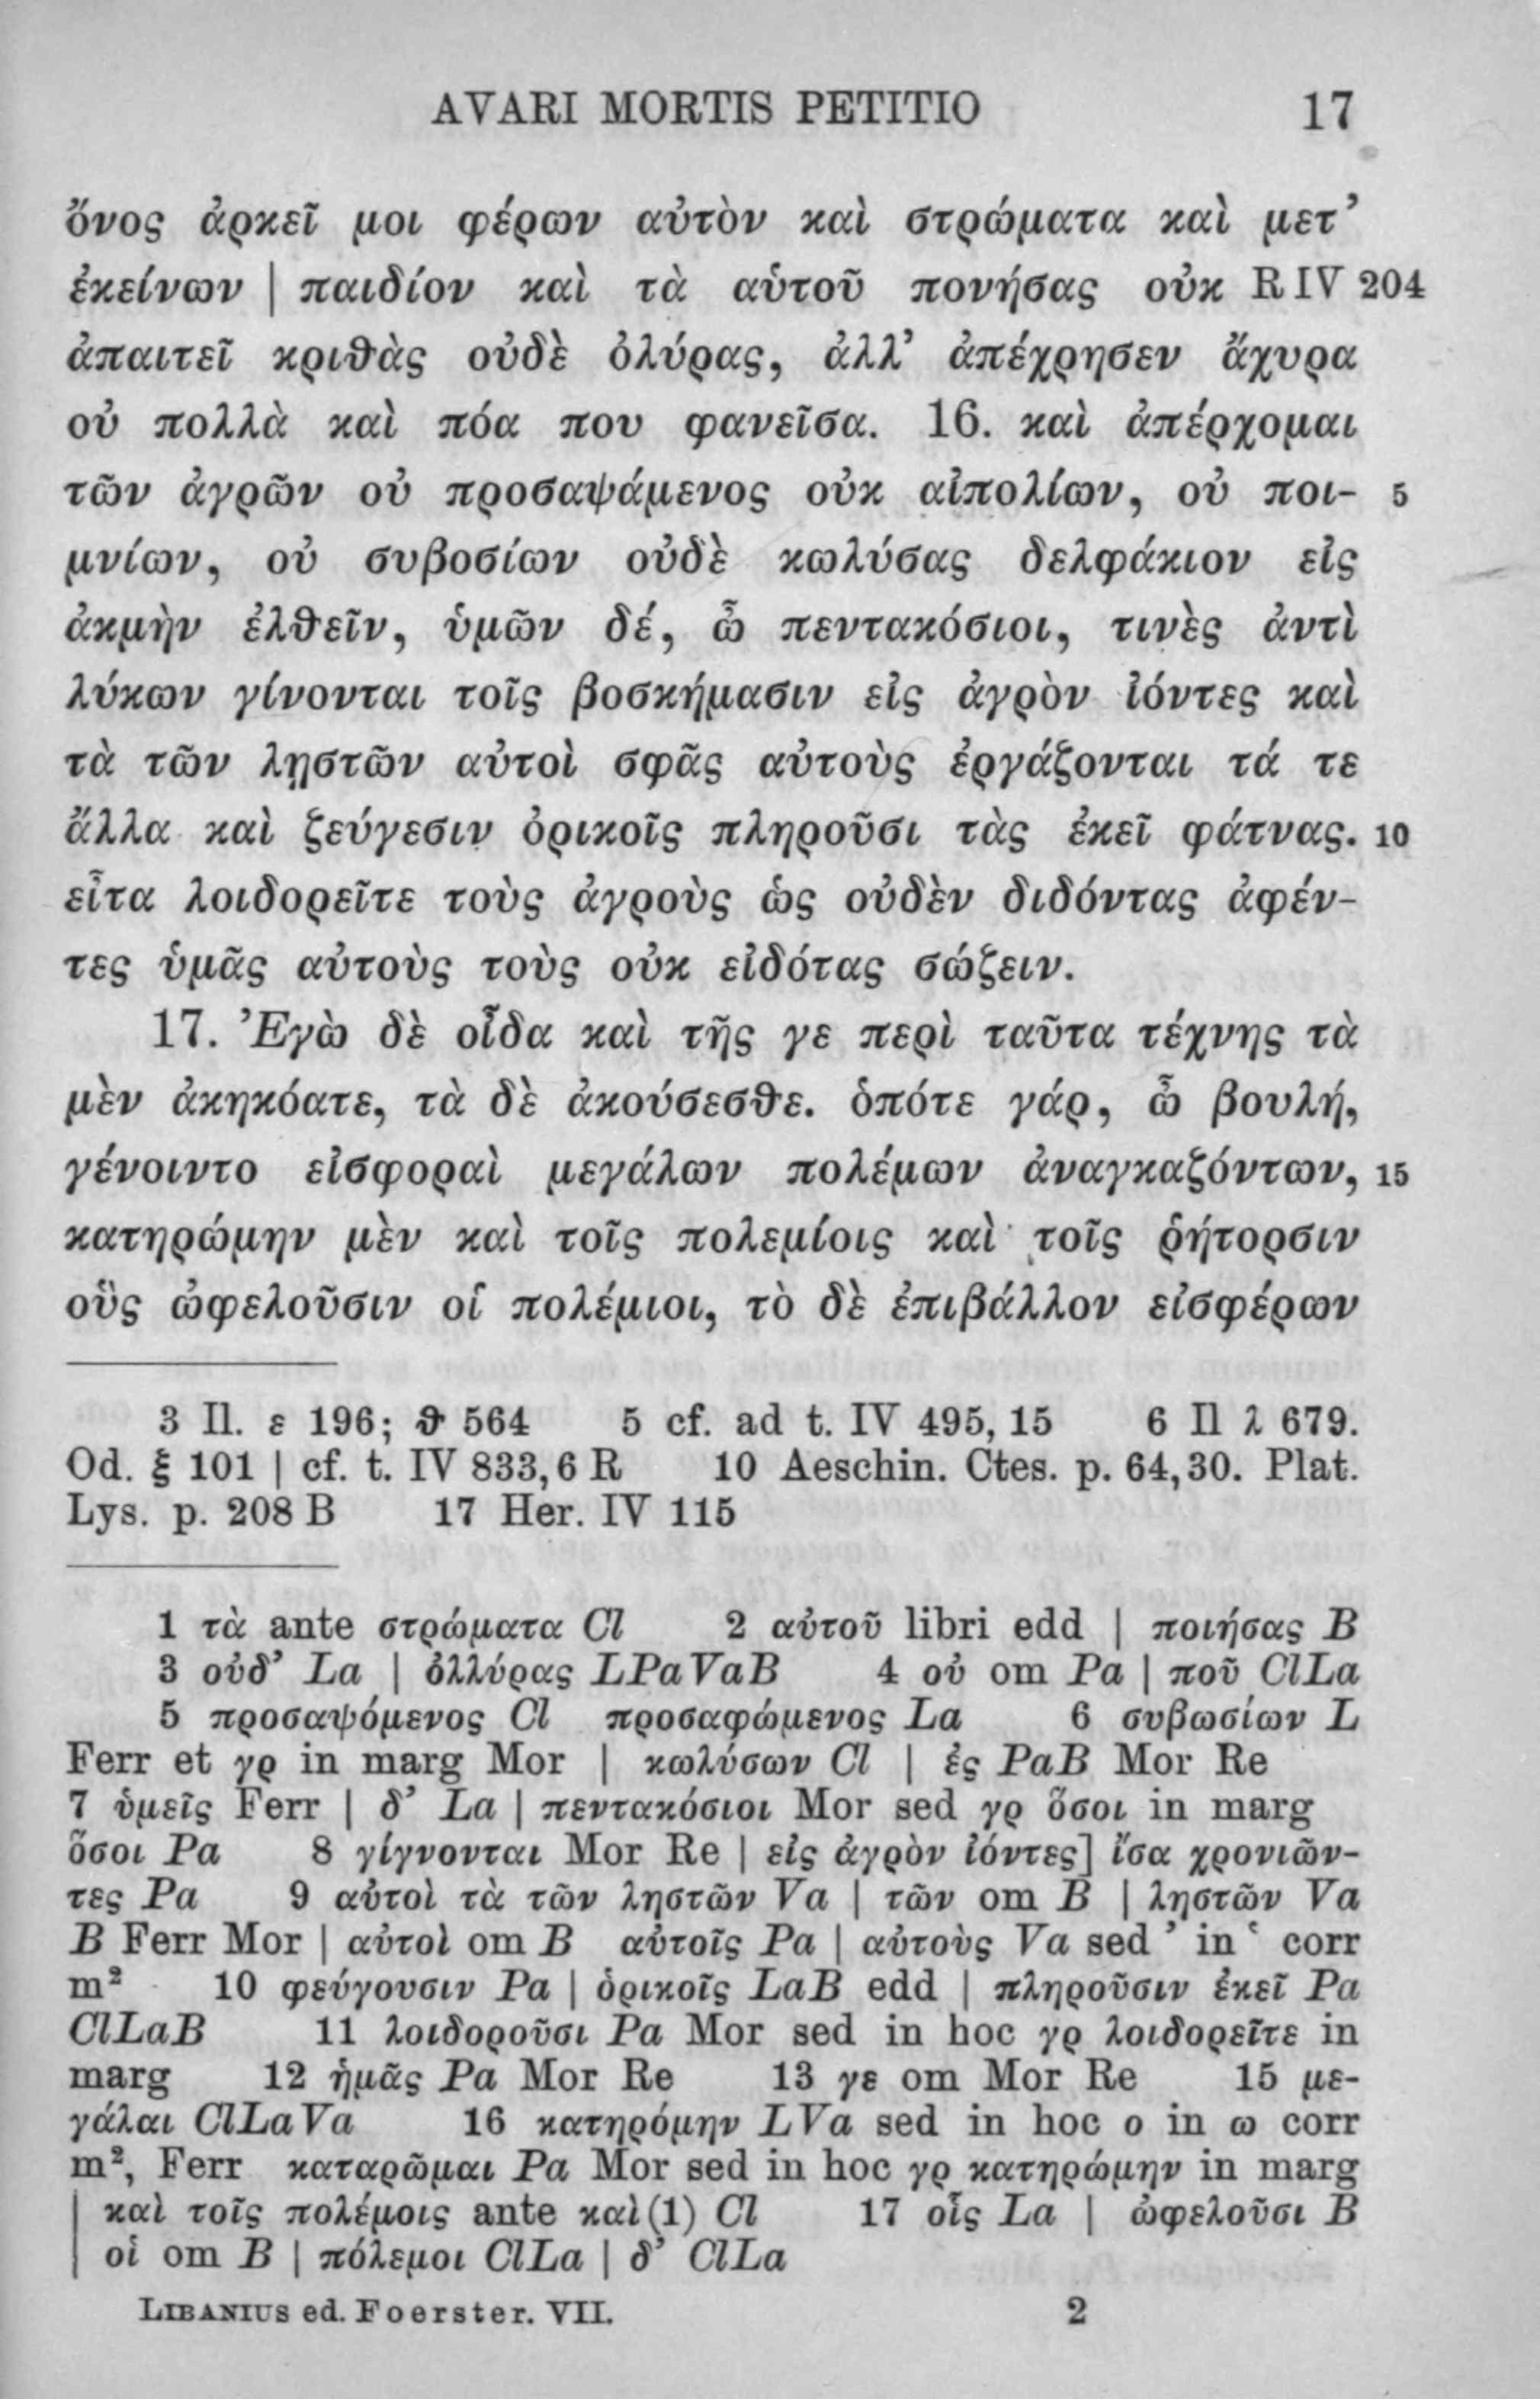 AVARI MORTIS PETITIO 17
ὄνος ἀρκεῖ μοι φέρων αὐτὸν καὶ στρώματα καὶ μετ’
ἐκείνων | παιδίον καὶ τὰ αὑτοῦ πονήσας οὐκ R IV 204
ἀπαιτεῖ κριθὰς οὐδὲ ὀλύρας, ἀλλ’ ἀπέχρησεν ἄχυρα
οὐ πολλὰ καὶ πόα που φανεῖσα. 16. καὶ ἀπέρχομαι
τῶν ἀγρῶν οὐ προσαψάμενος οὐκ αἰπολίων, οὐ ποι- 5
μνίων, οὐ συβοσίων οὐδὲ κωλύσας δελφάκιον εἰς
ἀκμὴν ἐλθεῖν, ὑμῶν δέ, ὦ πεντακόσιοι, τινὲς ἀντὶ
λύκων γίνονται τοῖς βοσκήμασιν εἰς ἀγρὸν ἰόντες καὶ
τὰ τῶν λῃστῶν αὐτοὶ σφᾶς αὐτοὺς ἐργάζονται τά τε
ἄλλα καὶ ζεύγεσιν ὀρικοῖς πληροῦσι τὰς ἐκεῖ φάτνας. 10
εἶτα λοιδορεῖτε τοὺς ἀγροὺς ὡς οὐδὲν διδόντας ἀφέν-
τες ὑμᾶς αὐτοὺς τοὺς οὐκ εἰδότας σώζειν.
17. Ἐγὼ δὲ οἶδα καὶ τῆς γε περὶ ταῦτα τέχνης τὰ
μὲν ἀκηκόατε, τὰ δὲ ἀκούσεσθε. ὁπότε γάρ, ὦ βουλή,
γένοιντο εἰσφοραὶ μεγάλων πολέμων ἀναγκαζόντων, 15
κατηρώμην μὲν καὶ τοῖς πολεμίοις καὶ τοῖς ῥήτορσιν
οὓς ὠφελοῦσιν οἱ πολέμιοι, τὸ δὲ ἐπιβάλλον εἰσφέρων
3 Il. ε 196; θ 564 5 cf. ad t. IV 495, 15 6 Il λ 679.
Od. ξ 101 | cf. t. IV 833,6 R 10 Aeschin. Ctes. p. 64,30. Plat.
Lys. p. 208 B 17 Her. IV 115
1 τὰ ante στρώματα Cl 2 αὐτοῦ libri edd | ποιήσας B
3 οὐδ’ La | ὀλλύρας LPaVaB 4 οὐ om Pa | ποῦ ClLa
5 προσαψόμενος Cl προσαφώμενος La 6 συβωσίων L
Ferr et γρ in marg Mor | κωλύσων Cl | ἐς PaB Mor Re
7 ὑμεῖς Ferr | δ’ La | πεντακόσιοι Mor sed γρ ὅσοι in marg
ὅσοι Pa 8 γίγνονται Mor Re | εἰς ἀγρὸν ἰόντες] ἴσα χρονιῶν-
τες Pa 9 αὐτοὶ τὰ τῶν ληστῶν Va | τῶν om B | ληστῶν Va
B Ferr Mor | αὐτοὶ om B αὐτοῖς Pa | αὐτοὺς Va sed ’ in ‘ corr
m² 10 φεύγουσιν Pa | ὁρικοῖς LaB edd | πληροῦσιν ἐκεῖ Pa
ClLaB 11 λοιδοροῦσι Pa Mor sed in hoc γρ λοιδορεῖτε in
marg 12 ἡμᾶς Pa Mor Re 13 γε om Mor Re 15 με-
γάλαι ClLaVa 16 κατηρόμην LVa sed in hoc ο in ω corr
m², Ferr καταρῶμαι Pa Mor sed in hoc γρ κατηρώμην in marg
| καὶ τοῖς πολέμοις ante καὶ(1) Cl 17 οἷς La | ὠφελοῦσι B
| οἱ om B | πόλεμοι ClLa | δ’ ClLa
LIBANIUS ed. Foerster. VII. 2